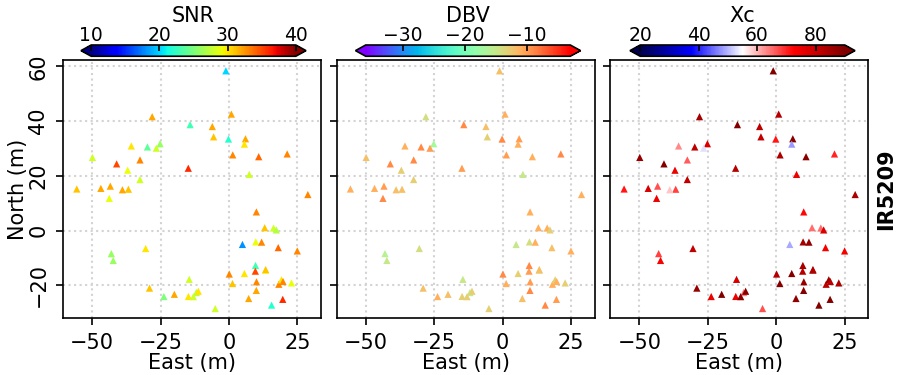 SNR DBV Xc
10 20 30 40 −30 −20 −10 20 40 60 80
60
40
20
0
−20
North (m)
−50 −25 0 25 −50 −25 0 25 −50 −25 0 25
East (m) East (m) East (m)
IR5209